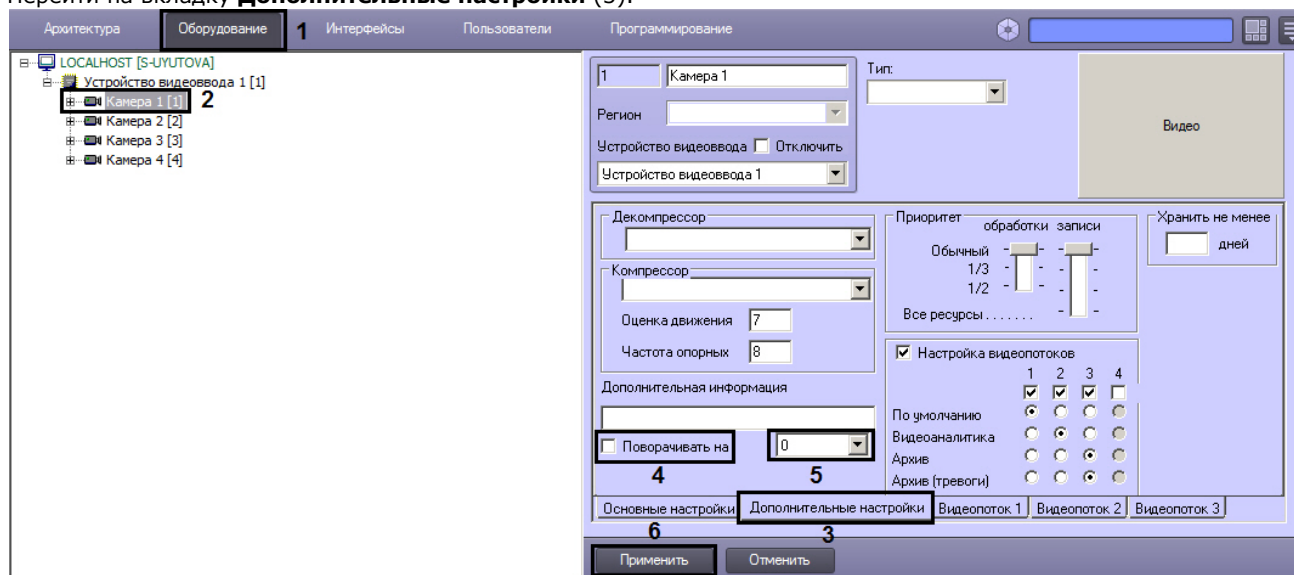 перейти на вкладку Дополнительные настройки (3).
Архитектура Оборудование 1 Интерфейсы Пользователи Программирование
LOCALHOST [S-UYUTOVA]
Устройство видеоввода 1 [1]
Камера 1 [1] 2
Камера 2 [2]
Камера 3 [3]
Камера 4 [4]
1 Камера 1
Тип:
Регион
Видео
Устройство видеоввода Отключить
Устройство видеоввода 1
Декомпрессор
Компрессор
Оценка движения 7
Частота опорных 8
Дополнительная информация
Поворачивать на 0
4 5
Приоритет
обработки записи
Обычный
1/3
1/2
Все ресурсы . . . . . . .
Хранить не менее
дней
Настройка видеопотоков
1 2 3 4
По умолчанию
Видеоаналитика
Архив
Архив (тревоги)
Основные настройки Дополнительные настройки Видеопоток 1 Видеопоток 2 Видеопоток 3
6 3
Применить Отменить